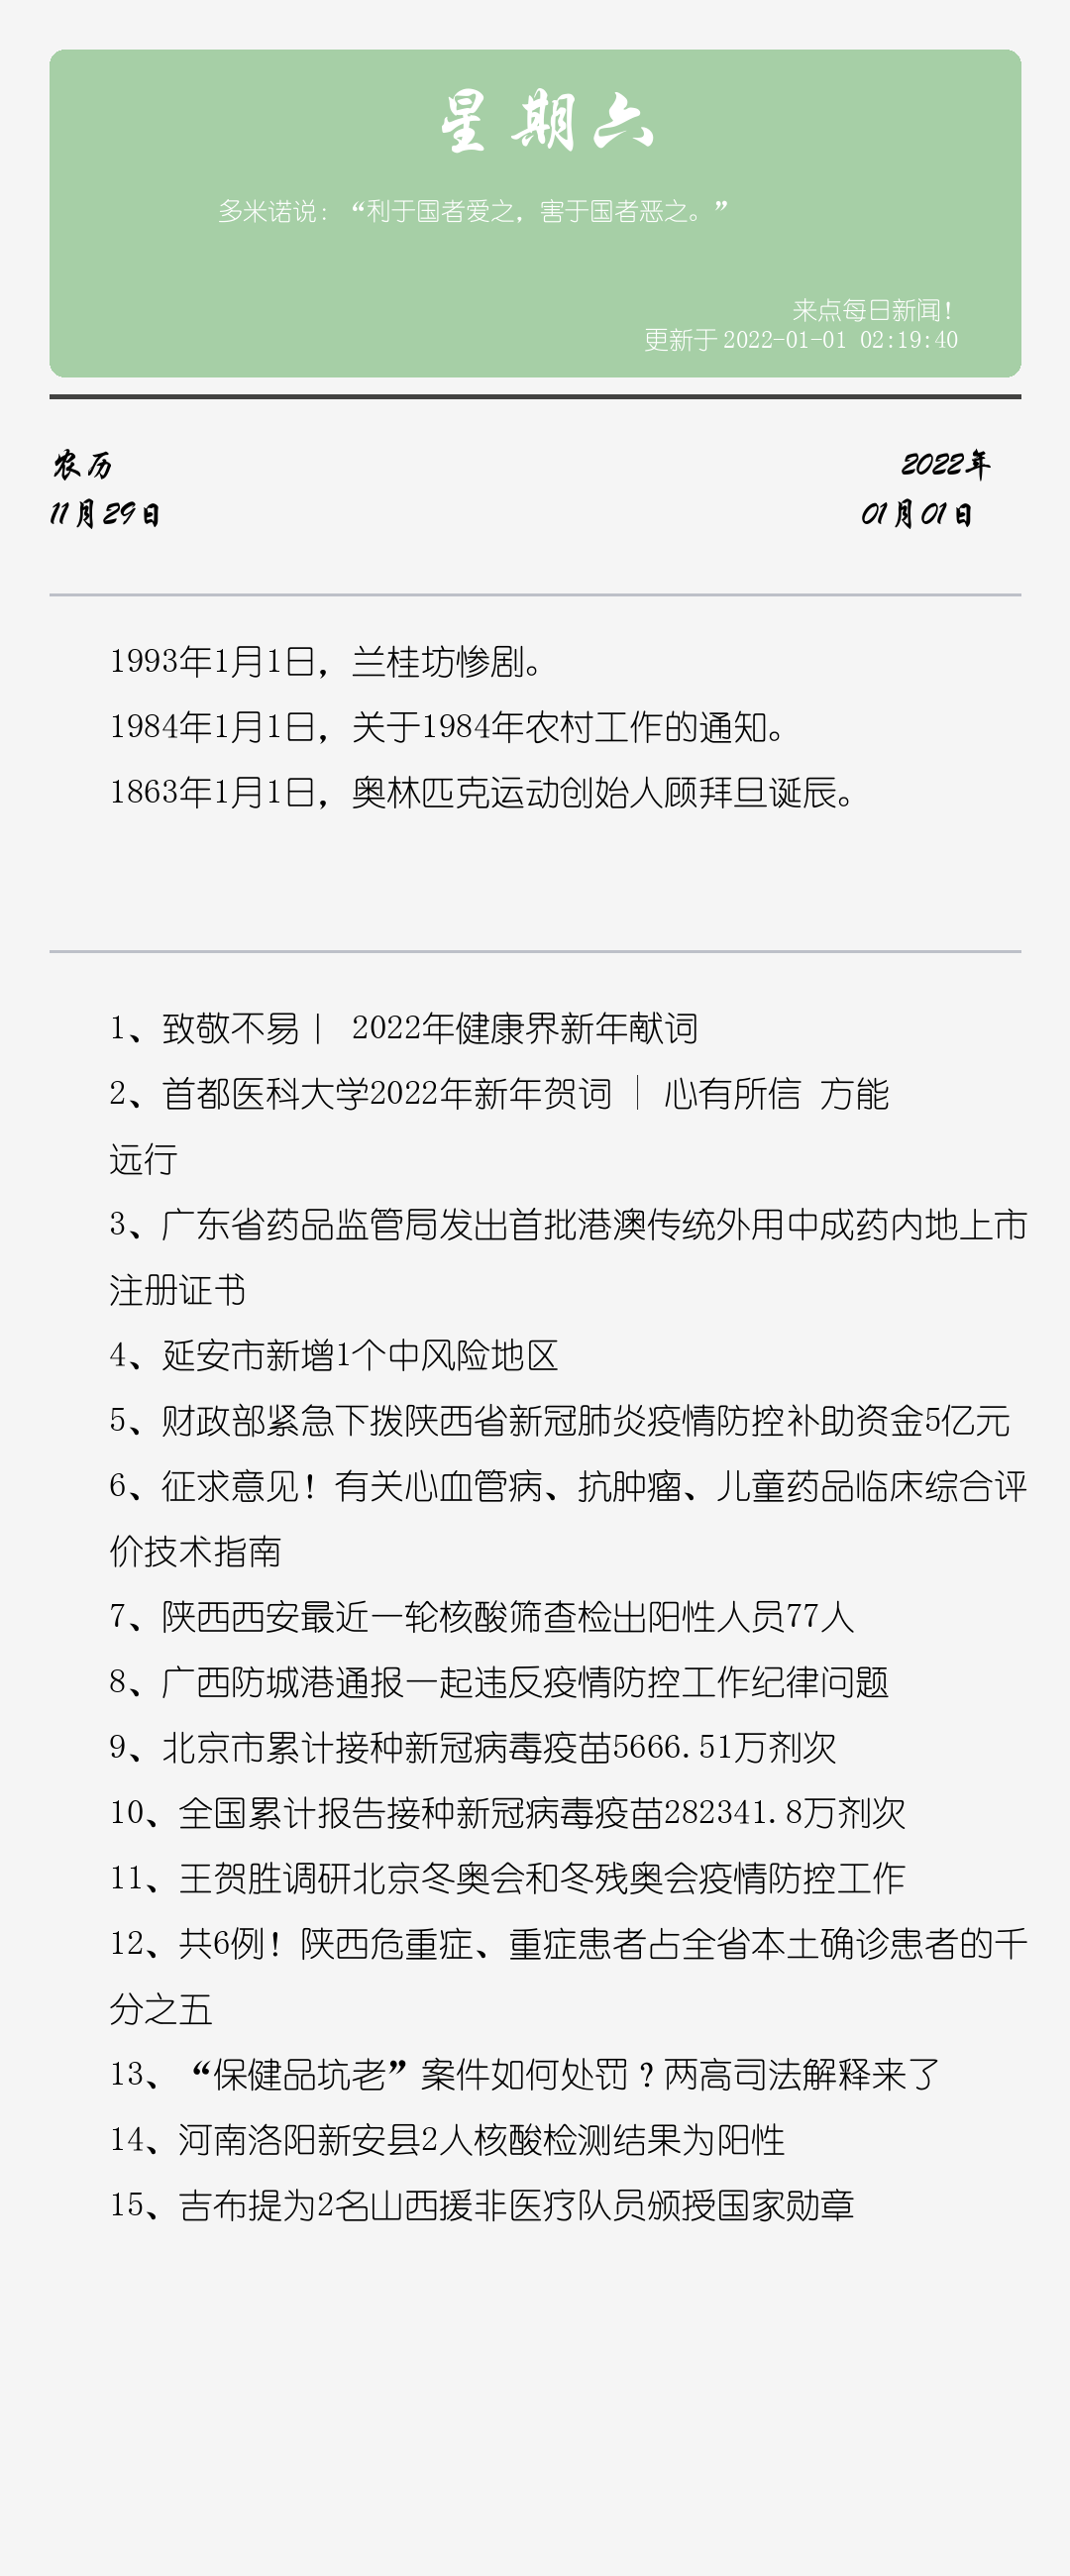 星期六
多米诺说：“利于国者爱之，害于国者恶之。”
来点每日新闻！
更新于 2022-01-01 02:19:40
农历
2022年
11月29日
01月01日
1993年1月1日，兰桂坊惨剧。
1984年1月1日，关于1984年农村工作的通知。
1863年1月1日，奥林匹克运动创始人顾拜旦诞辰。
1、致敬不易丨 2022年健康界新年献词
2、首都医科大学2022年新年贺词 │ 心有所信 方能
远行
3、广东省药品监管局发出首批港澳传统外用中成药内地上市
注册证书
4、延安市新增1个中风险地区
5、财政部紧急下拨陕西省新冠肺炎疫情防控补助资金5亿元
6、征求意见！有关心血管病、抗肿瘤、儿童药品临床综合评
价技术指南
7、陕西西安最近一轮核酸筛查检出阳性人员77人
8、广西防城港通报一起违反疫情防控工作纪律问题
9、北京市累计接种新冠病毒疫苗5666.51万剂次
10、全国累计报告接种新冠病毒疫苗282341.8万剂次
11、王贺胜调研北京冬奥会和冬残奥会疫情防控工作
12、共6例！陕西危重症、重症患者占全省本土确诊患者的千
分之五
13、“保健品坑老”案件如何处罚？两高司法解释来了
14、河南洛阳新安县2人核酸检测结果为阳性
15、吉布提为2名山西援非医疗队员颁授国家勋章